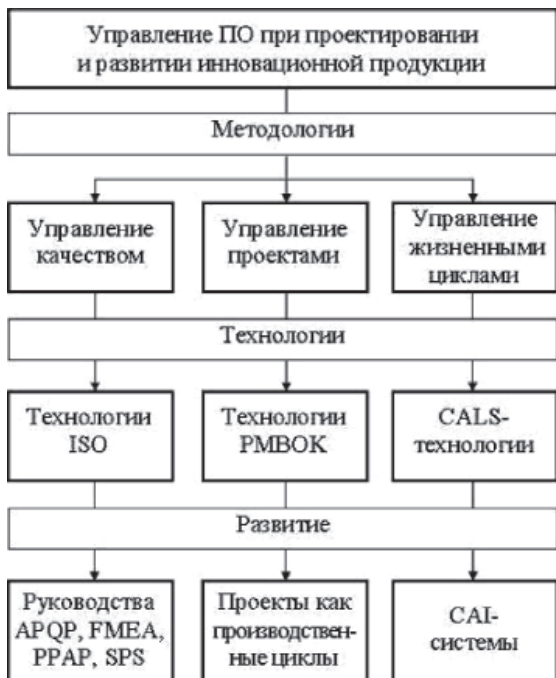 Управление ПО при проектировании
и развитии инновационной продукции
Методологии
Управление
качеством
Управление
проектами
Управление
жизненными
циклами
Технологии
Технологии
ISO
Технологии
PMBOK
CALS-
технологии
Развитие
Руководства
APQP, FMEA,
PPAP, SPS
Проекты как
производствен-
ные циклы
CAI-
системы